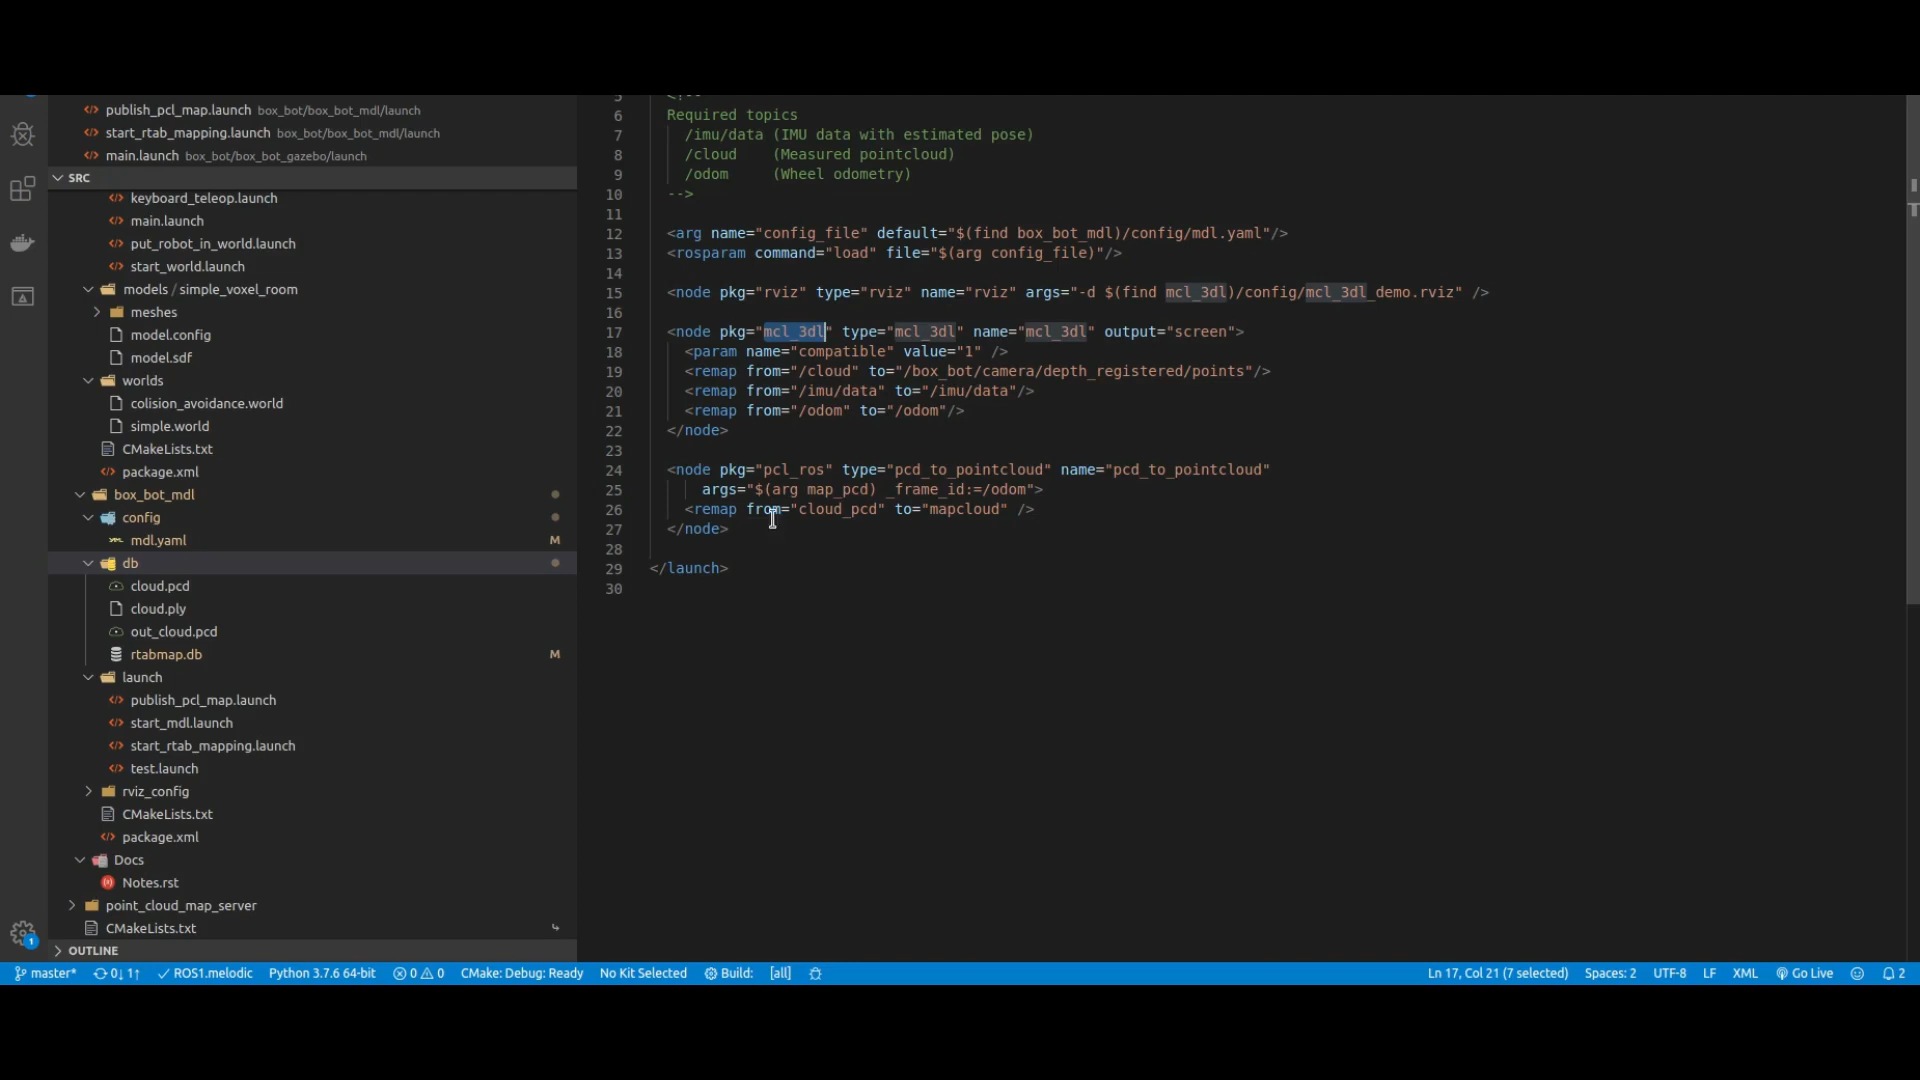 publish_pcl_map.launch box_bot/box_bot_mdl/launch
start_rtab_mapping.launch box_bot/box_bot_mdl/launch
main.launch box_bot/box_bot_gazebo/launch
SRC
keyboard_teleop.launch
main.launch
put_robot_in_world.launch
start_world.launch
models / simple_voxel_room
meshes
model.config
model.sdf
worlds
colision_avoidance.world
simple.world
CMakeLists.txt
package.xml
box_bot_mdl
config
mdl.yaml M
db
cloud.pcd
cloud.ply
out_cloud.pcd
rtabmap.db M
launch
publish_pcl_map.launch
start_mdl.launch
start_rtab_mapping.launch
test.launch
rviz_config
CMakeLists.txt
package.xml
Docs
Notes.rst
point_cloud_map_server
CMakeLists.txt
OUTLINE
5 <!--
6 Required topics
7 /imu/data (IMU data with estimated pose)
8 /cloud (Measured pointcloud)
9 /odom (Wheel odometry)
10 -->
11
12 <arg name="config_file" default="$(find box_bot_mdl)/config/mdl.yaml"/>
13 <rosparam command="load" file="$(arg config_file)"/>
14
15 <node pkg="rviz" type="rviz" name="rviz" args="-d $(find mcl_3dl)/config/mcl_3dl_demo.rviz" />
16
17 <node pkg="mcl_3dl" type="mcl_3dl" name="mcl_3dl" output="screen">
18 <param name="compatible" value="1" />
19 <remap from="/cloud" to="/box_bot/camera/depth_registered/points"/>
20 <remap from="/imu/data" to="/imu/data"/>
21 <remap from="/odom" to="/odom"/>
22 </node>
23
24 <node pkg="pcl_ros" type="pcd_to_pointcloud" name="pcd_to_pointcloud"
25 args="$(arg map_pcd) _frame_id:=/odom">
26 <remap from="cloud_pcd" to="mapcloud" />
27 </node>
28
29 </launch>
30
master* 0↓ 1↑ ROS1.melodic Python 3.7.6 64-bit 0 0 CMake: Debug: Ready No Kit Selected Build: [all] Ln 17, Col 21 (7 selected) Spaces: 2 UTF-8 LF XML Go Live 2
1